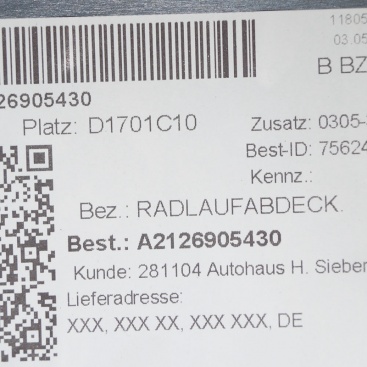 11805
03.05
B BZ
26905430
Platz: D1701C10
Zusatz: 0305-
Best-ID: 75624
Kennz.:
Bez.: RADLAUFABDECK.
Best.: A2126905430
Kunde: 281104 Autohaus H. Sieber
Lieferadresse:
XXX, XXX XX, XXX XXX, DE